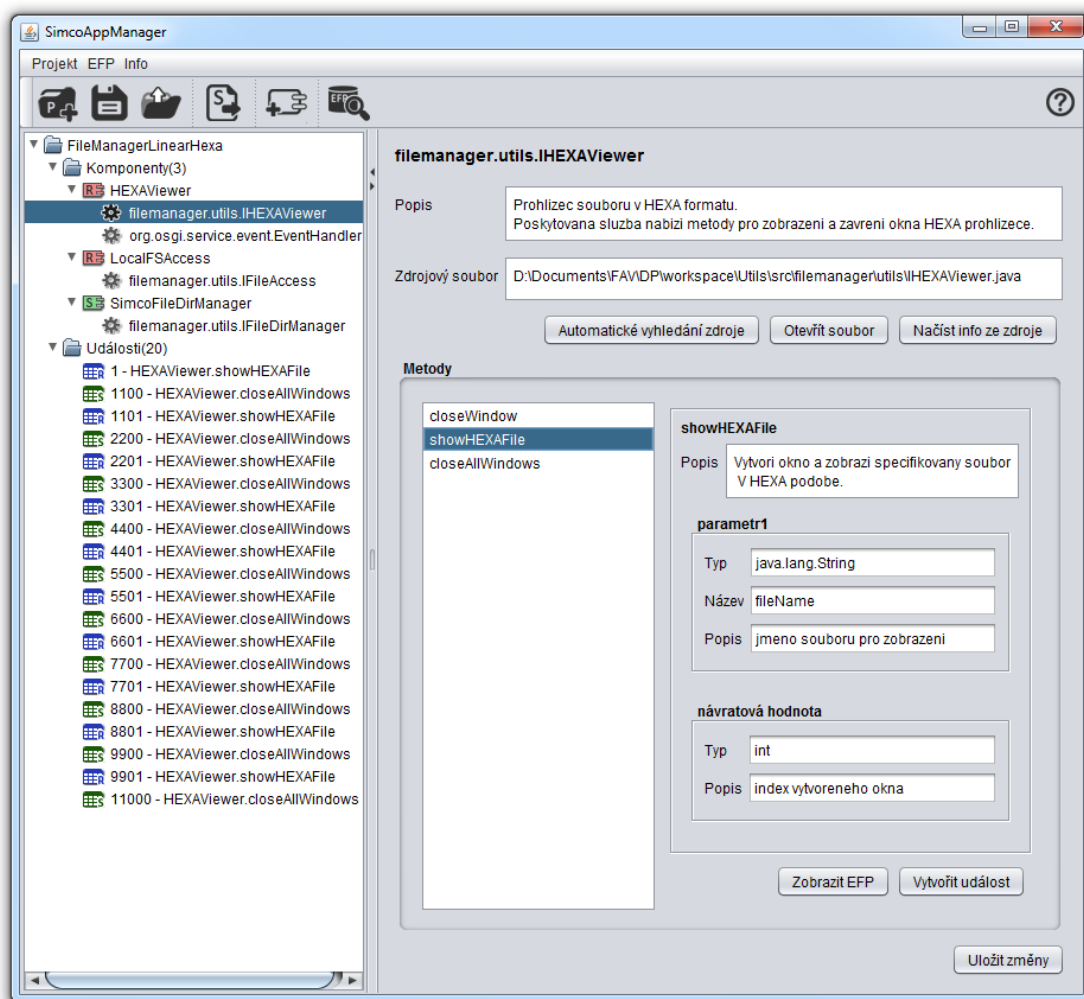 SimcoAppManager
Projekt EFP Info
P
S
EFP
FileManagerLinearHexa
Komponenty(3)
R HEXAViewer
filemanager.utils.IHEXAViewer
org.osgi.service.event.EventHandler
R LocalFSAccess
filemanager.utils.IFileAccess
S SimcoFileDirManager
filemanager.utils.IFileDirManager
Události(20)
R 1 - HEXAViewer.showHEXAFile
S 1100 - HEXAViewer.closeAllWindows
R 1101 - HEXAViewer.showHEXAFile
S 2200 - HEXAViewer.closeAllWindows
R 2201 - HEXAViewer.showHEXAFile
S 3300 - HEXAViewer.closeAllWindows
R 3301 - HEXAViewer.showHEXAFile
S 4400 - HEXAViewer.closeAllWindows
R 4401 - HEXAViewer.showHEXAFile
S 5500 - HEXAViewer.closeAllWindows
R 5501 - HEXAViewer.showHEXAFile
S 6600 - HEXAViewer.closeAllWindows
R 6601 - HEXAViewer.showHEXAFile
S 7700 - HEXAViewer.closeAllWindows
R 7701 - HEXAViewer.showHEXAFile
S 8800 - HEXAViewer.closeAllWindows
R 8801 - HEXAViewer.showHEXAFile
S 9900 - HEXAViewer.closeAllWindows
R 9901 - HEXAViewer.showHEXAFile
S 11000 - HEXAViewer.closeAllWindows
filemanager.utils.IHEXAViewer
Popis
Prohlizec souboru v HEXA formatu.
Poskytovana sluzba nabizi metody pro zobrazeni a zavreni okna HEXA prohlizece.
Zdrojový soubor D:\Documents\FAV\DP\workspace\Utils\src\filemanager\utils\IHEXAViewer.java
Automatické vyhledání zdroje Otevřít soubor Načíst info ze zdroje
Metody
closeWindow
showHEXAFile
closeAllWindows
showHEXAFile
Popis Vytvori okno a zobrazi specifikovany soubor
V HEXA podobe.
parametr1
Typ java.lang.String
Název fileName
Popis jmeno souboru pro zobrazeni
návratová hodnota
Typ int
Popis index vytvoreneho okna
Zobrazit EFP Vytvořit událost
Uložit změny